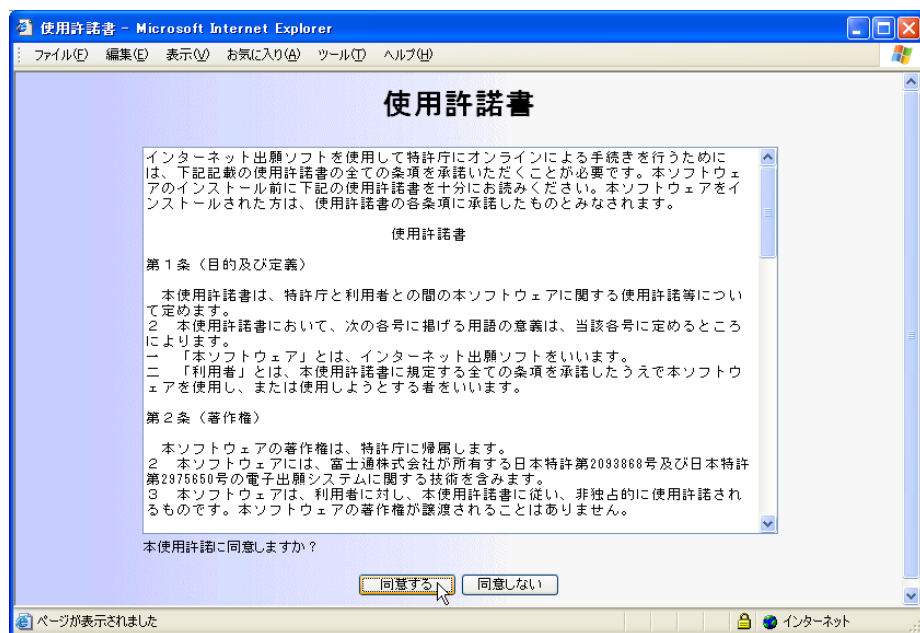 使用許諾書 - Microsoft Internet Explorer
ファイル(F) 編集(E) 表示(V) お気に入り(A) ツール(T) ヘルプ(H)
使用許諾書
インターネット出願ソフトを使用して特許庁にオンラインによる手続きを行うために
は、下記記載の使用許諾書の全ての条項を承諾いただくことが必要です。本ソフトウェ
アのインストール前に下記の使用許諾書を十分にお読みください。本ソフトウェアをイ
ンストールされた方は、使用許諾書の各条項に承諾したものとみなされます。
使用許諾書
第１条（目的及び定義）
本使用許諾書は、特許庁と利用者との間の本ソフトウェアに関する使用許諾等につい
て定めます。
２　本使用許諾書において、次の各号に掲げる用語の意義は、当該各号に定めるところ
によります。
一　「本ソフトウェア」とは、インターネット出願ソフトをいいます。
二　「利用者」とは、本使用許諾書に規定する全ての条項を承諾したうえで本ソフトウ
ェアを使用し、または使用しようとする者をいいます。
第２条（著作権）
本ソフトウェアの著作権は、特許庁に帰属します。
２　本ソフトウェアには、富士通株式会社が所有する日本特許第2093868号及び日本特許
第2975650号の電子出願システムに関する技術を含みます。
３　本ソフトウェアは、利用者に対し、本使用許諾書に従い、非独占的に使用許諾され
るものです。本ソフトウェアの著作権が譲渡されることはありません。
本使用許諾に同意しますか？
同意する 同意しない
ページが表示されました インターネット